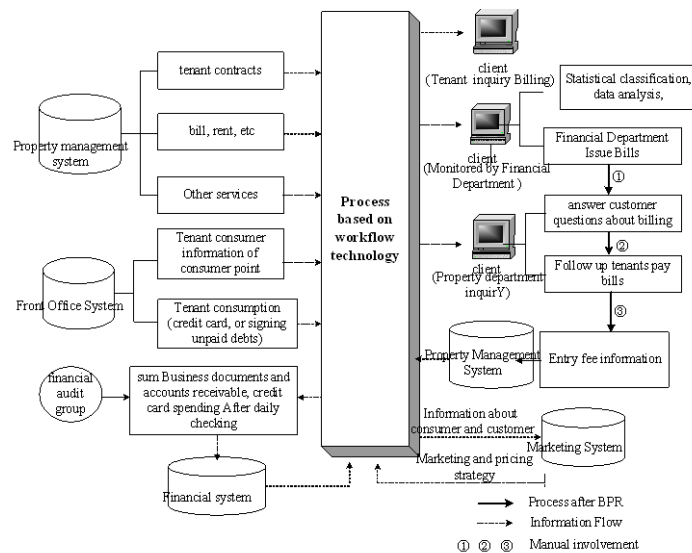 tenant contracts
Property management
system
bill, rent, etc
Other services
Tenant consumer
information of
consumer point
Front Office System
Tenant consumption
(credit card, or signing
unpaid debts)
financial
audit
group
sum Business documents and
accounts receivable, credit
card spending After daily
checking
Financial system
Process
based on
workflow
technology
client
(Tenant inquiry Billing)
Statistical classification,
data analysis,
client
(Monitored by Financial
Department )
Financial Department
Issue Bills
①
answer customer
questions about billing
client
(Property department
inquirY)
②
Follow up tenants pay
bills
③
Property Management
System
Entry fee information
Information about
consumer and customer
Marketing System
Marketing and pricing
strategy
Process after BPR
Information Flow
① ② ③ Manual involvement